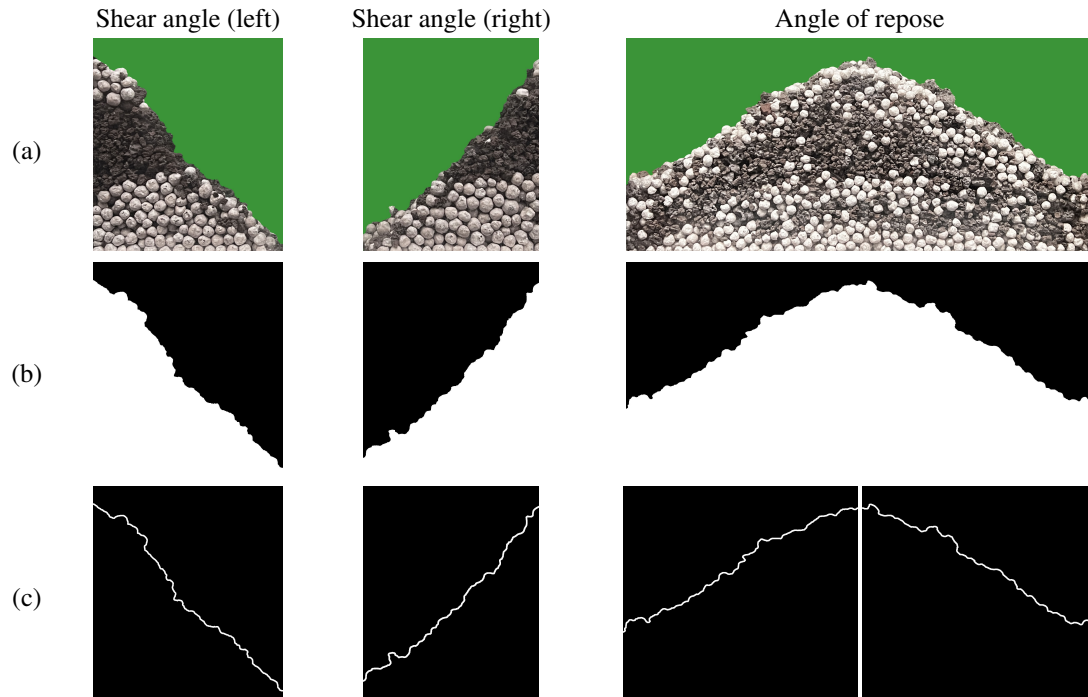 Shear angle (left)
Shear angle (right)
Angle of repose
(a)
(b)
(c)